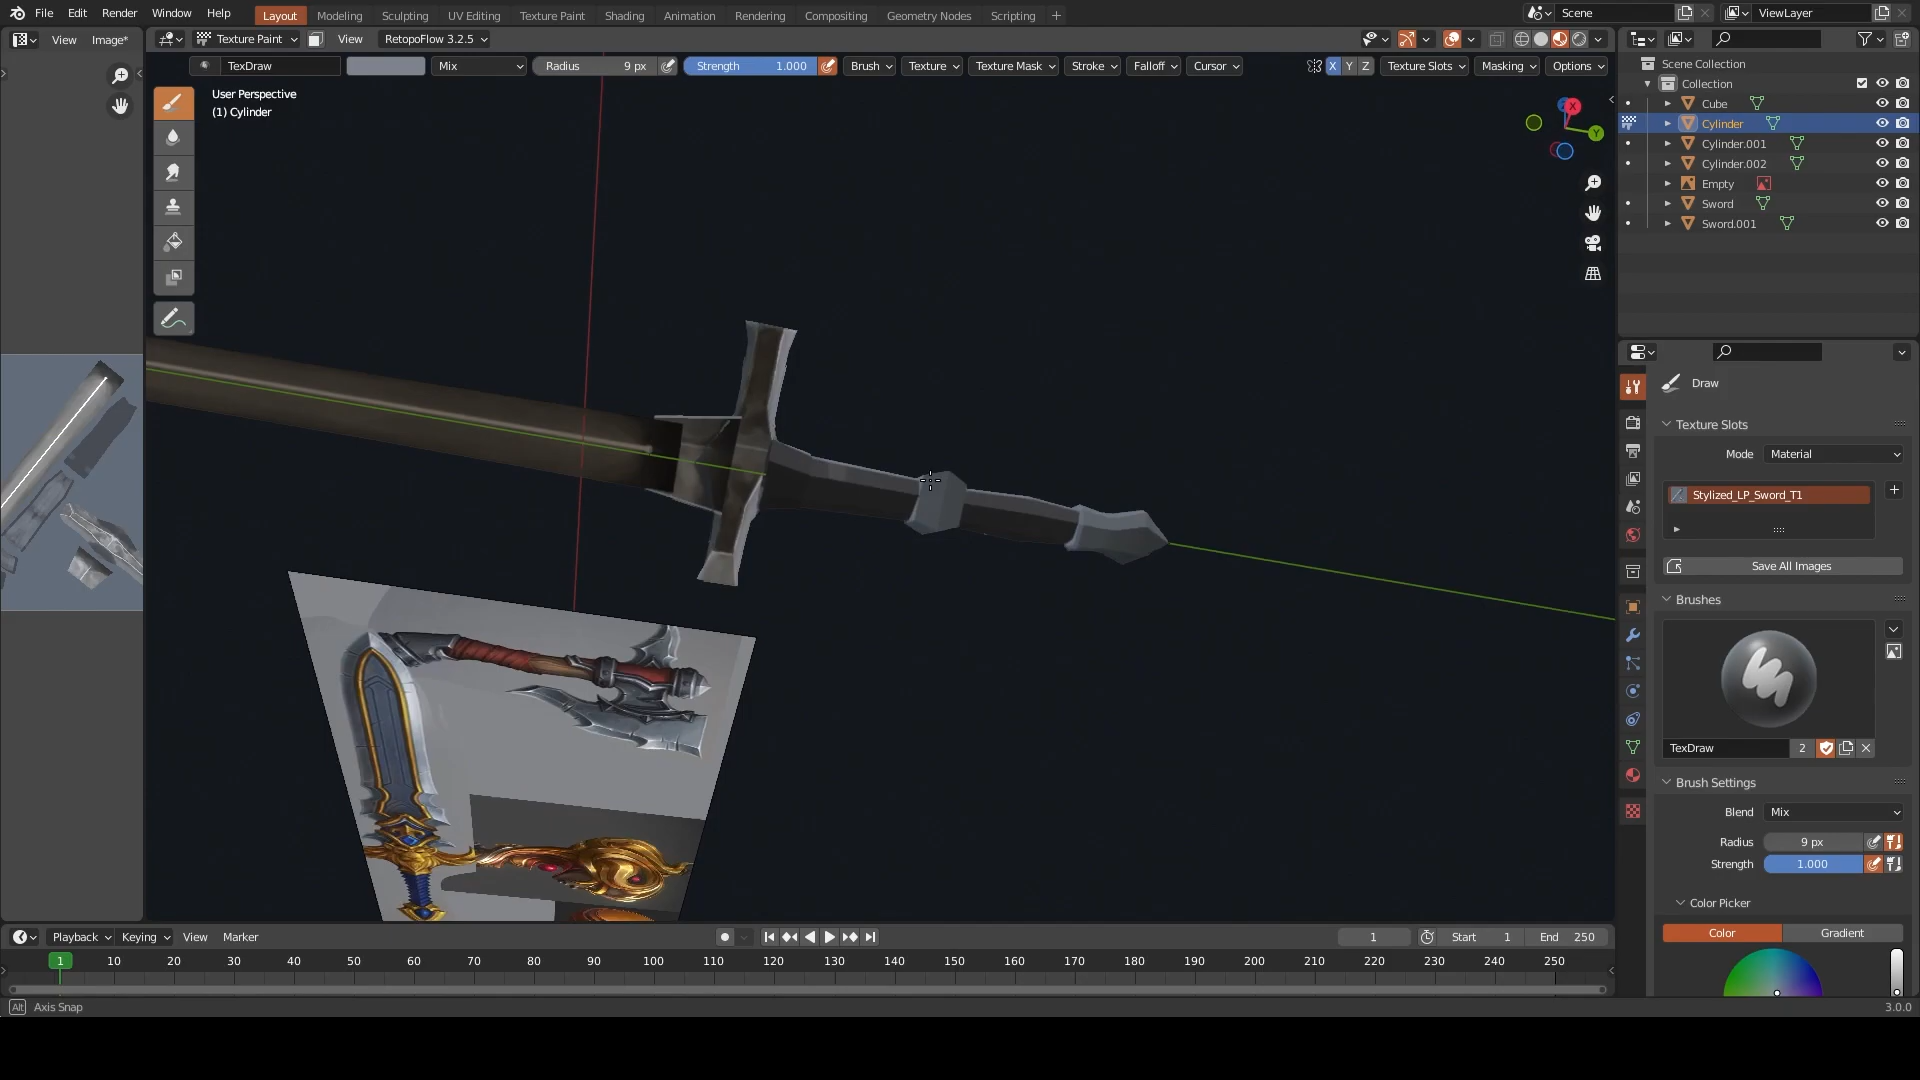 File Edit Render Window Help Layout Modeling Sculpting UV Editing Texture Paint Shading Animation Rendering Compositing Geometry Nodes Scripting + Scene ViewLayer
View Image* Texture Paint View RetopoFlow 3.2.5
TexDraw Mix Radius 9 px Strength 1.000 Brush Texture Texture Mask Stroke Falloff Cursor X Y Z Texture Slots Masking Options
User Perspective
(1) Cylinder
Y
X
Scene Collection
Collection
Cube
Cylinder
Cylinder.001
Cylinder.002
Empty
Sword
Sword.001
Draw
Texture Slots
Mode Material
Stylized_LP_Sword_T1
Save All Images
Brushes
TexDraw 2
Brush Settings
Blend Mix
Radius 9 px
Strength 1.000
Color Picker
Color Gradient
Playback Keying View Marker 1 Start 1 End 250
1 10 20 30 40 50 60 70 80 90 100 110 120 130 140 150 160 170 180 190 200 210 220 230 240 250
Alt Axis Snap 3.0.0